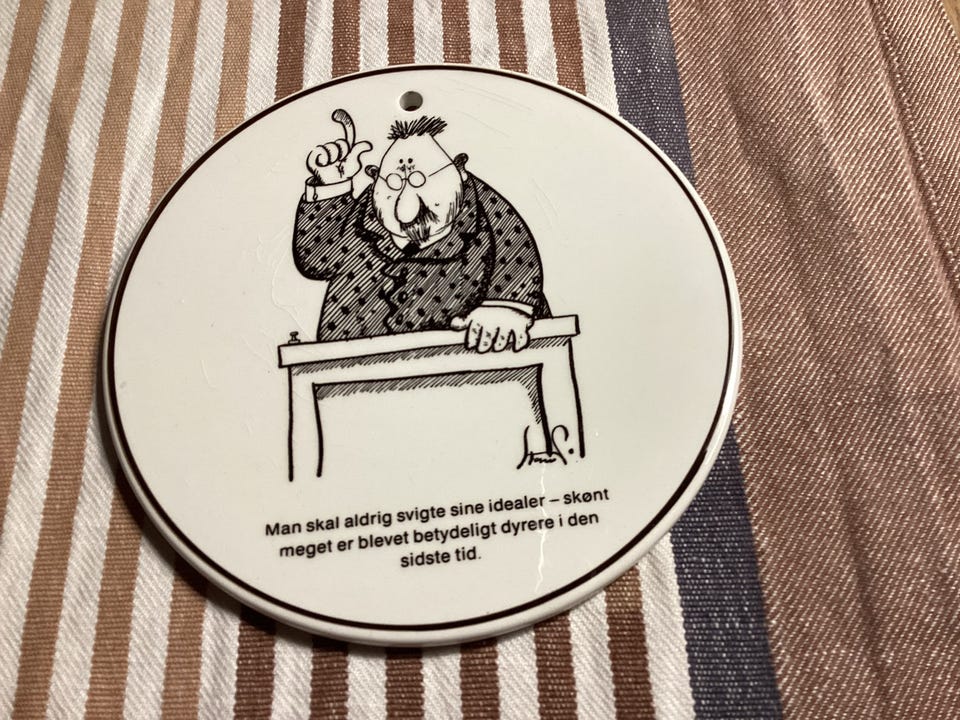 Man skal aldrig svigte sine idealer – skønt
meget er blevet betydeligt dyrere i den
sidste tid.